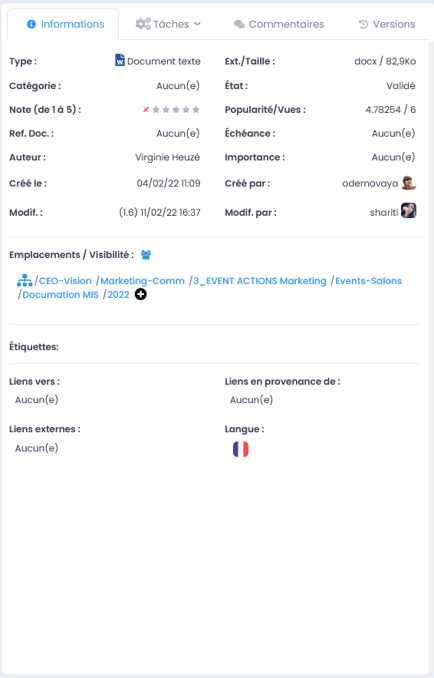 Informations Tâches Commentaires Versions
Type : Document texte Ext./Taille : docx / 82,9Ko
Catégorie : Aucun(e) État : Validé
Note (de 1 à 5) : Popularité/Vues : 4.78254 / 6
Ref. Doc. : Aucun(e) Échéance : Aucun(e)
Auteur : Virginie Heuzé Importance : Aucun(e)
Créé le : 04/02/22 11:09 Créé par : odernovaya
Modif. : (1.6) 11/02/22 16:37 Modif. par : shariti
Emplacements / Visibilité :
/CEO-Vision /Marketing-Comm /3_EVENT ACTIONS Marketing /Events-Salons
/Documation MIS /2022
Étiquettes:
Liens vers : Liens en provenance de :
Aucun(e) Aucun(e)
Liens externes : Langue :
Aucun(e)